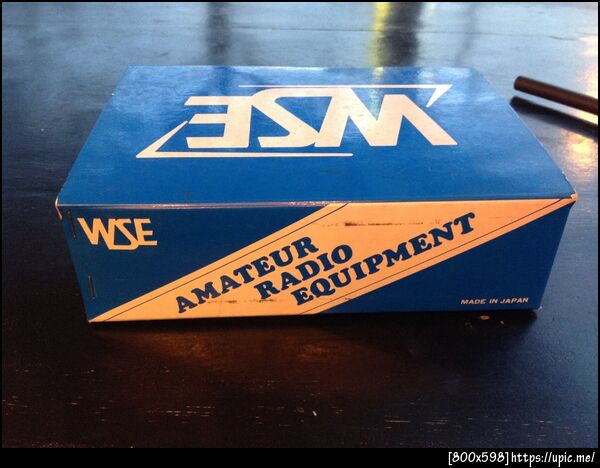 WSE
WSE
AMATEUR
RADIO
EQUIPMENT
MADE IN JAPAN
[800x598]https://upic.me/